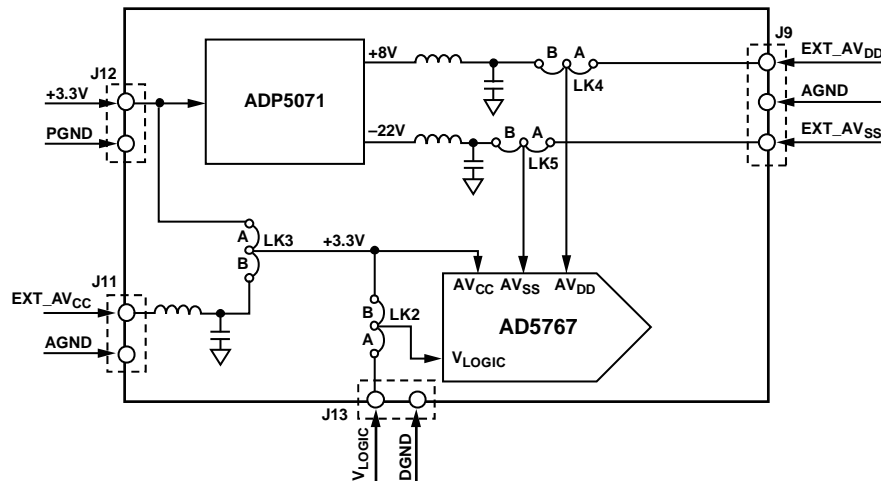 J9
J12
+3.3V
PGND
ADP5071
+8V
B A
LK4
EXT_AVDD
AGND
EXT_AVSS
–22V
B A
LK5
A
LK3
B
+3.3V
J11
EXT_AVCC
AGND
B
LK2
A
AVCC AVSS AVDD
AD5767
VLOGIC
J13
VLOGIC
DGND